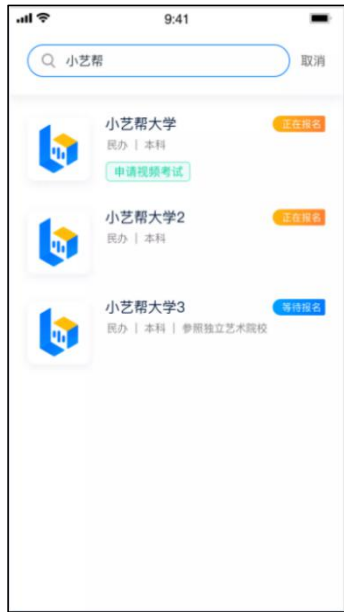 9:41
小艺帮 取消
小艺帮大学 正在报名
民办 | 本科
申请视频考试
小艺帮大学2 正在报名
民办 | 本科
小艺帮大学3 等待报名
民办 | 本科 | 参照独立艺术院校